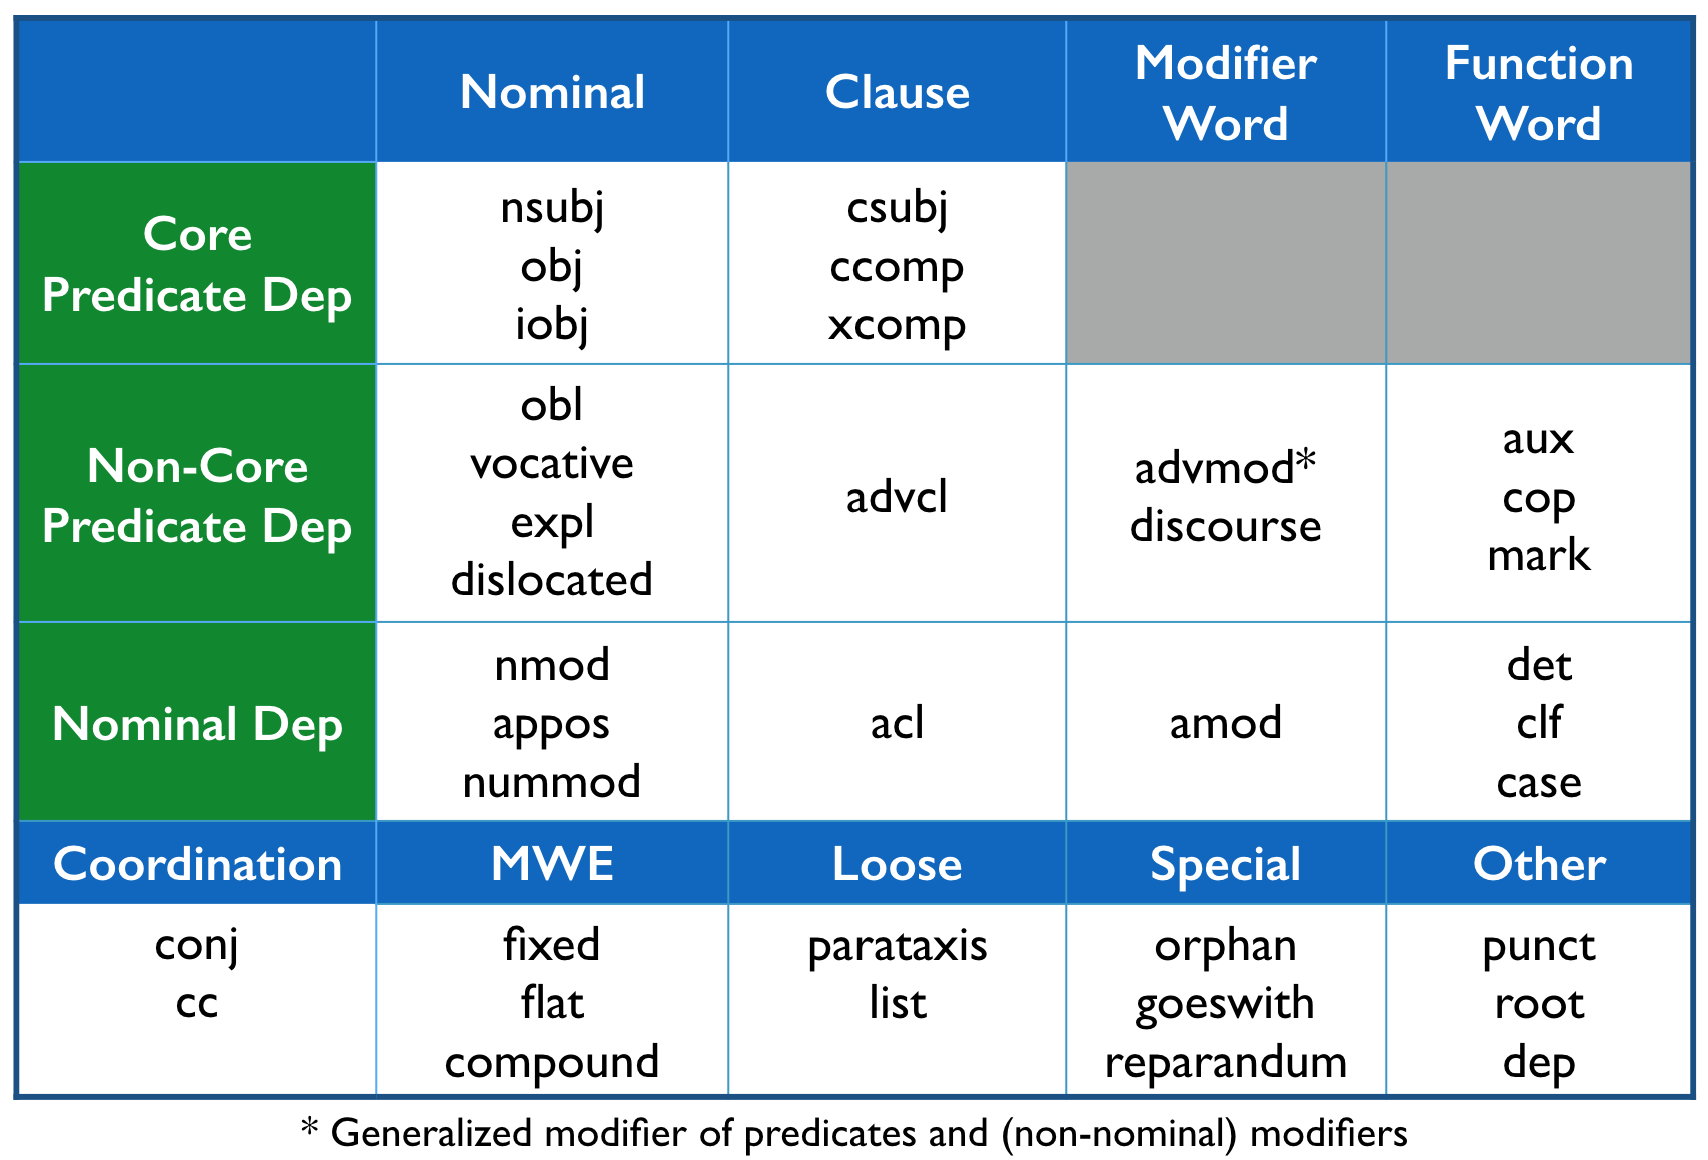 Nominal
Clause
Modifier
Word
Function
Word
Core
Predicate Dep
nsubj
obj
iobj
csubj
ccomp
xcomp
Non-Core
Predicate Dep
obl
vocative
expl
dislocated
advcl
advmod*
discourse
aux
cop
mark
Nominal Dep
nmod
appos
nummod
acl
amod
det
clf
case
Coordination
MWE
Loose
Special
Other
conj
cc
fixed
flat
compound
parataxis
list
orphan
goeswith
reparandum
punct
root
dep
* Generalized modifier of predicates and (non-nominal) modifiers